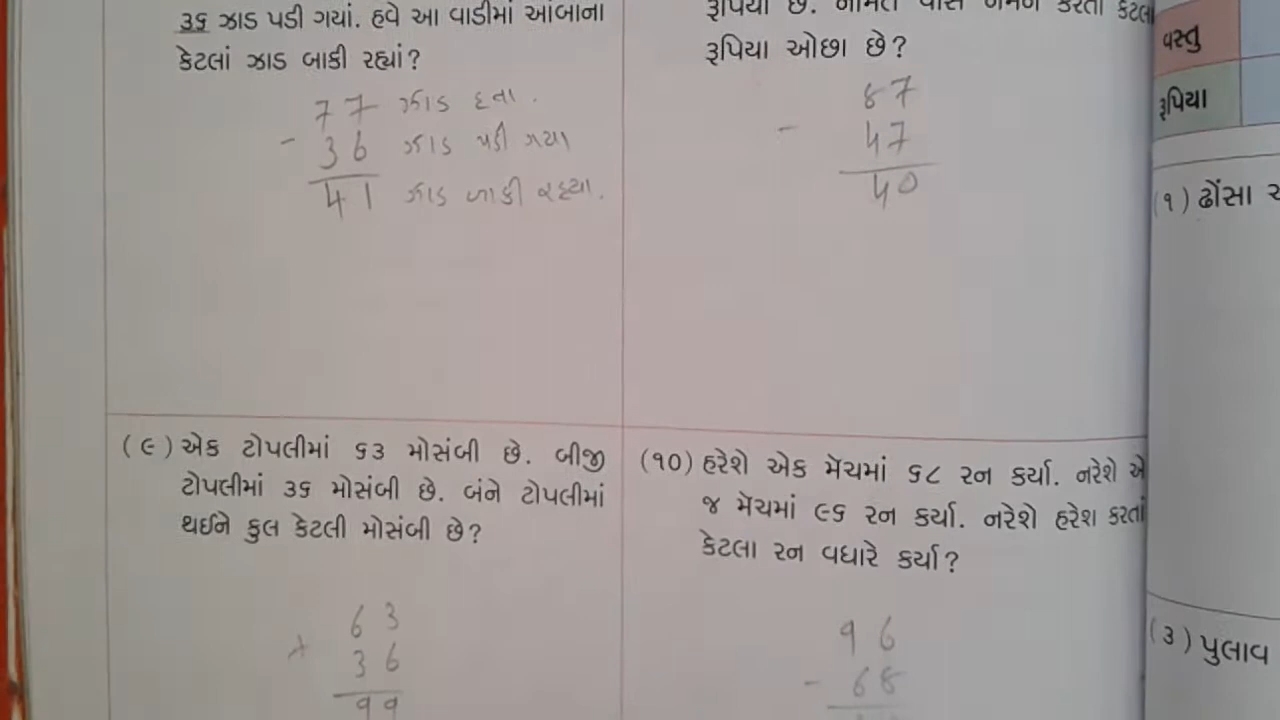 ૩૬ ઝાડ પડી ગયાં. હવે આ વાડીમાં આંબાના
કેટલાં ઝાડ બાકી રહ્યાં?
77 ઝાડ હતા.
- 36 ઝાડ પડી ગયા
41 ઝાડ બાકી રહ્યા.
રૂપિયા છે. પાસે કરતાં કેટલા
રૂપિયા ઓછા છે?
87
- 47
40
(૯) એક ટોપલીમાં ૬૩ મોસંબી છે. બીજી
ટોપલીમાં ૩૬ મોસંબી છે. બંને ટોપલીમાં
થઈને કુલ કેટલી મોસંબી છે?
63
+ 36
99
(૧૦) હરેશે એક મૅચમાં ૬૮ રન કર્યા. નરેશે એ
જ મૅચમાં ૯૬ રન કર્યા. નરેશે હરેશ કરતાં
કેટલા રન વધારે કર્યા?
96
- 68
વસ્તુ
રૂપિયા
(૧) ઢોંસા
(૩) પુલાવ